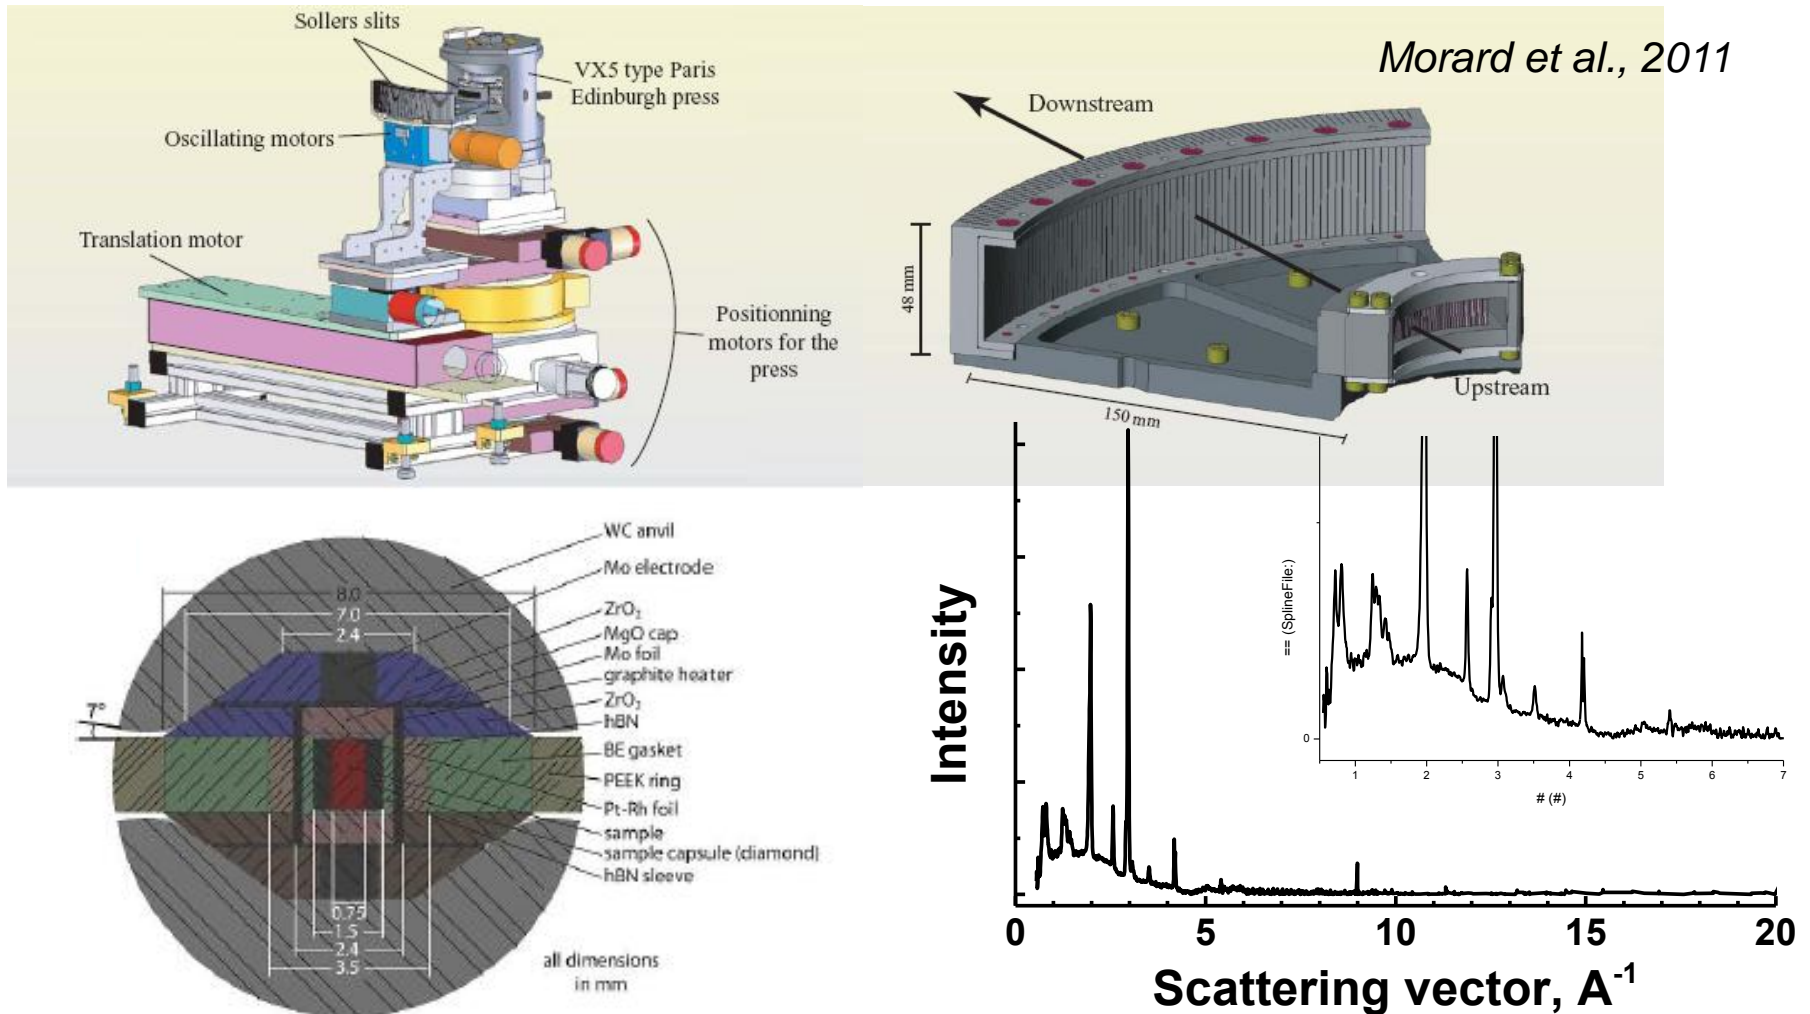 Sollers slits
VX5 type Paris
Edinburgh press
Oscillating motors
Translation motor
Positionning
motors for the
press
Morard et al., 2011
Downstream
48 mm
150 mm
Upstream
WC anvil
Mo electrode
ZrO2
MgO cap
Mo foil
graphite heater
ZrO2
hBN
BE gasket
PEEK ring
Pt-Rh foil
sample
sample capsule (diamond)
hBN sleeve
8.0
7.0
2.4
7°
0.75
1.5
2.4
3.5
all dimensions
in mm
Intensity
0 5 10 15 20
Scattering vector, A-1
== (SplineFile:)
0
1 2 3 4 5 6 7
# (#)